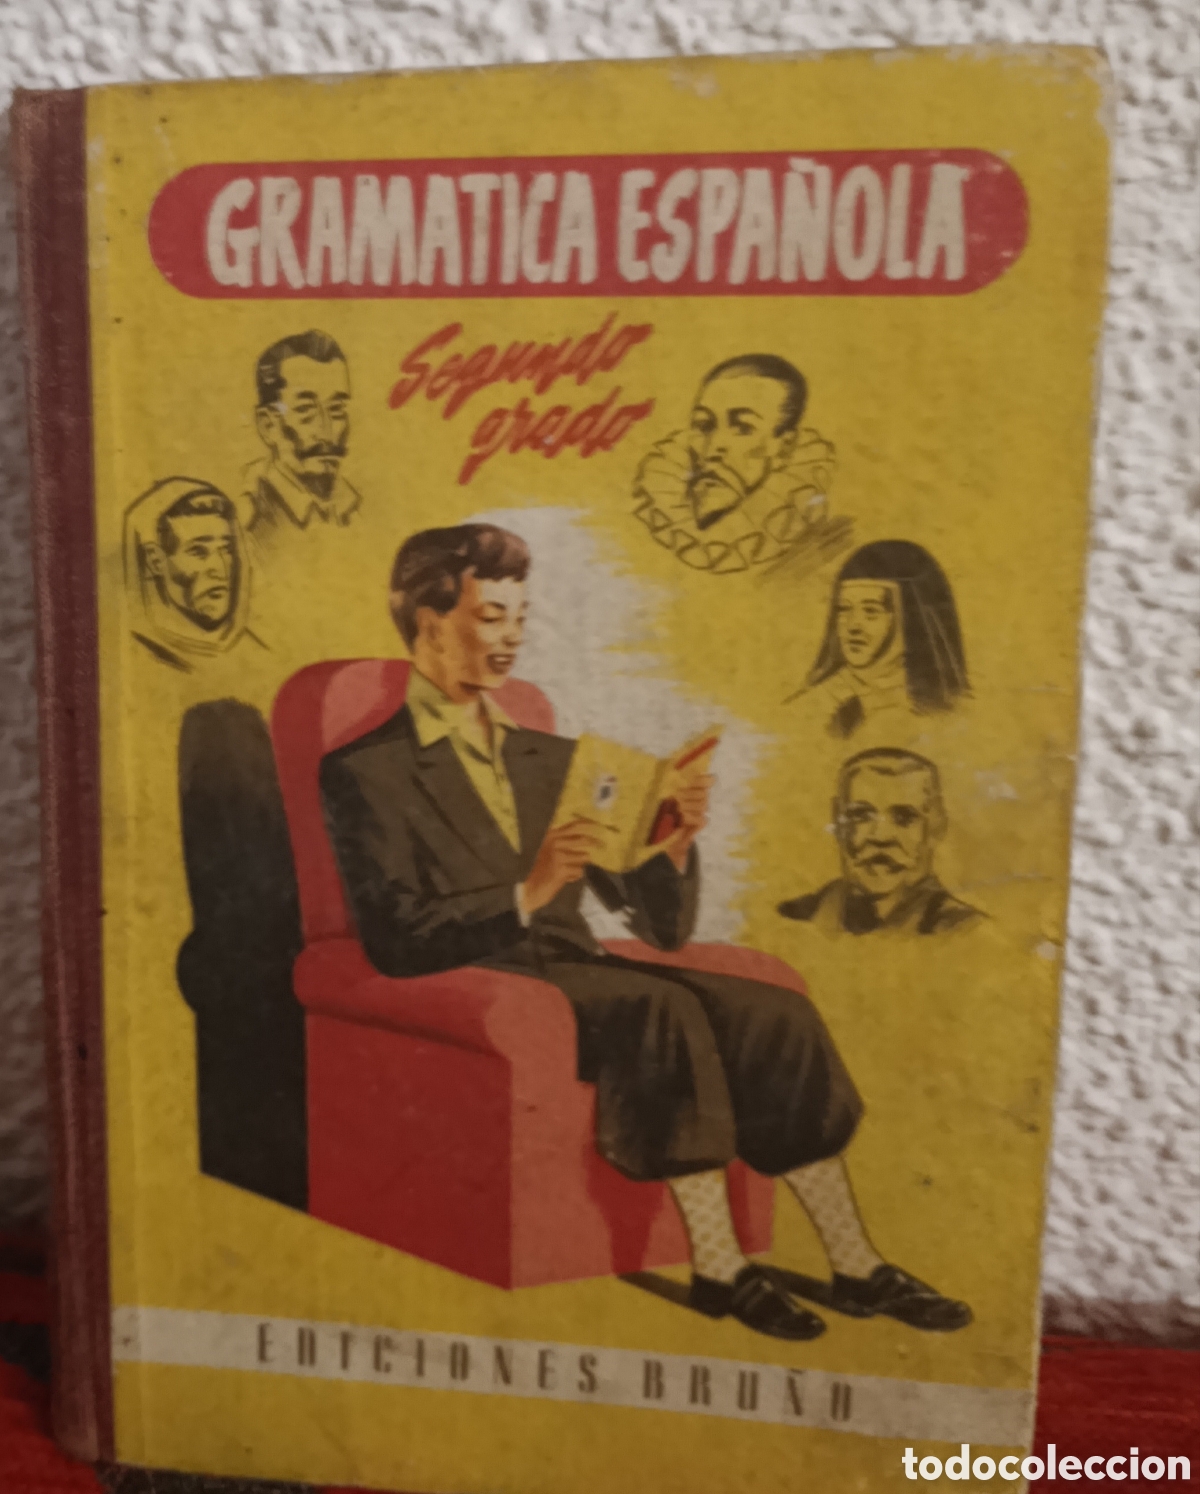 GRAMATICA ESPAÑOLA
Segundo
grado
EDICIONES BRUÑO
todocoleccion